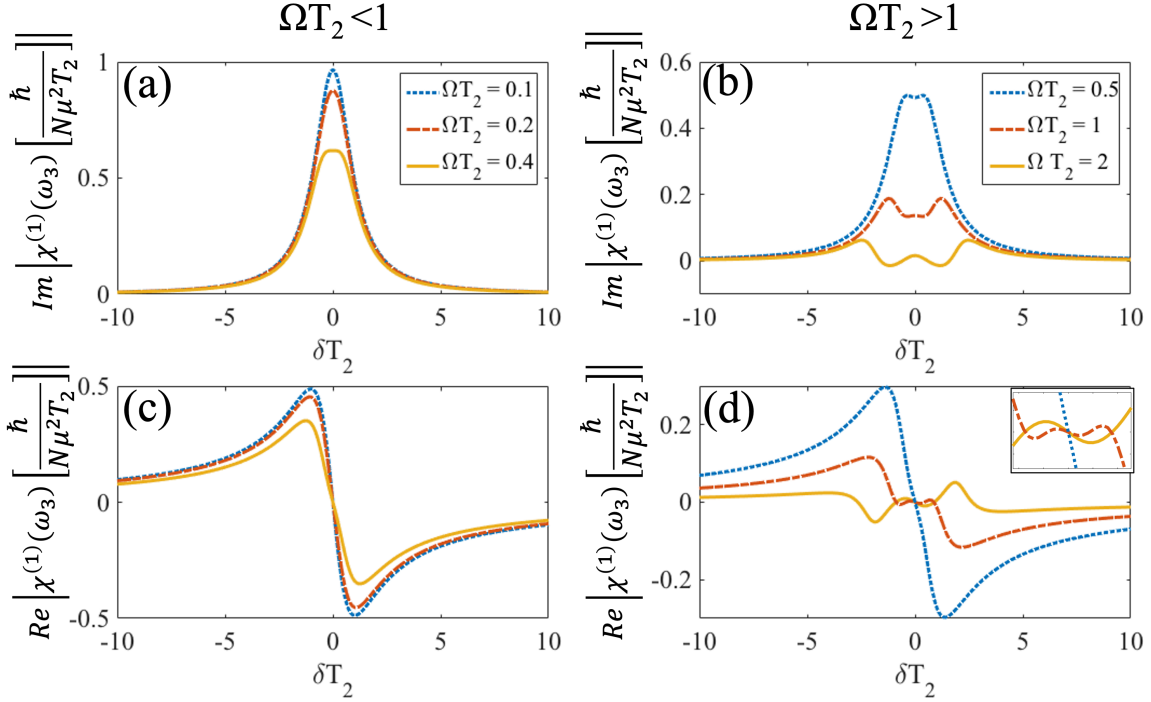 ΩT₂ <1
ΩT₂ >1
Im |χ⁽¹⁾(ω₃) [ħ / Nμ²T₂]||
(a)
1
0.5
0
ΩT₂ = 0.1
ΩT₂ = 0.2
ΩT₂ = 0.4
-10
-5
0
5
10
δT₂
Im |χ⁽¹⁾(ω₃) [ħ / Nμ²T₂]||
(b)
0.6
0.4
0.2
0
ΩT₂ = 0.5
ΩT₂ = 1
Ω T₂ = 2
-10
-5
0
5
10
δT₂
Re |χ⁽¹⁾(ω₃) [ħ / Nμ²T₂]||
(c)
0.5
0
-0.5
-10
-5
0
5
10
δT₂
Re |χ⁽¹⁾(ω₃) [ħ / Nμ²T₂]||
(d)
0.2
0
-0.2
-10
-5
0
5
10
δT₂